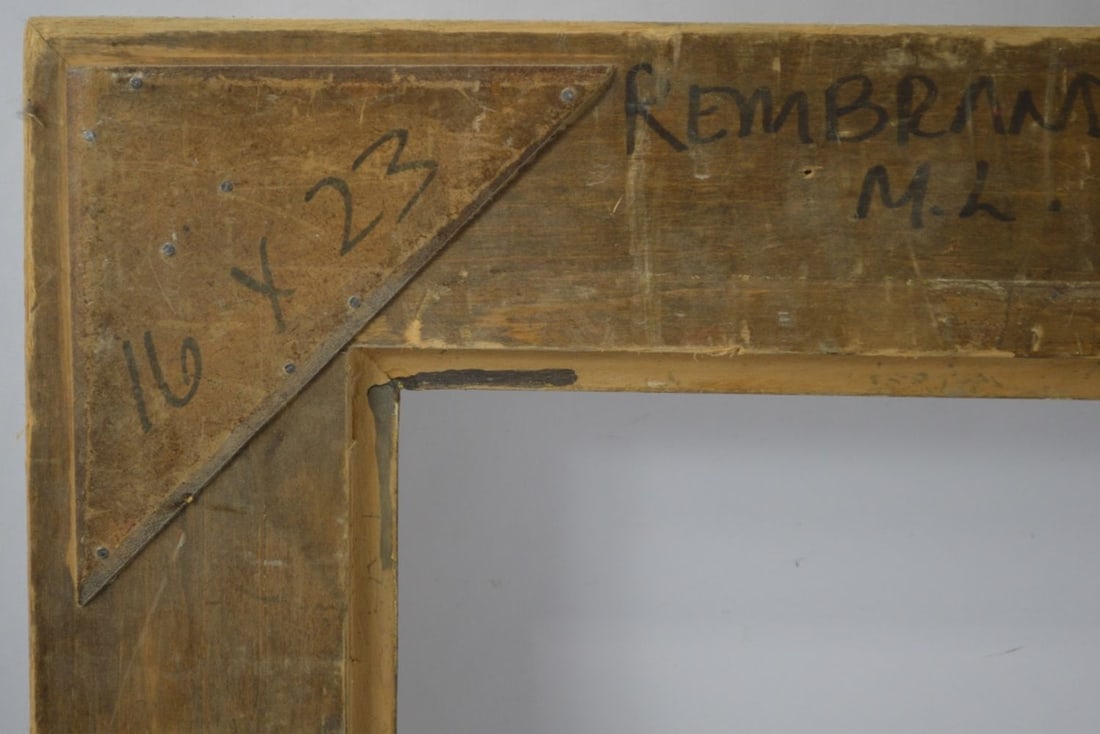 16 X 23
REMBRAN
M.L.